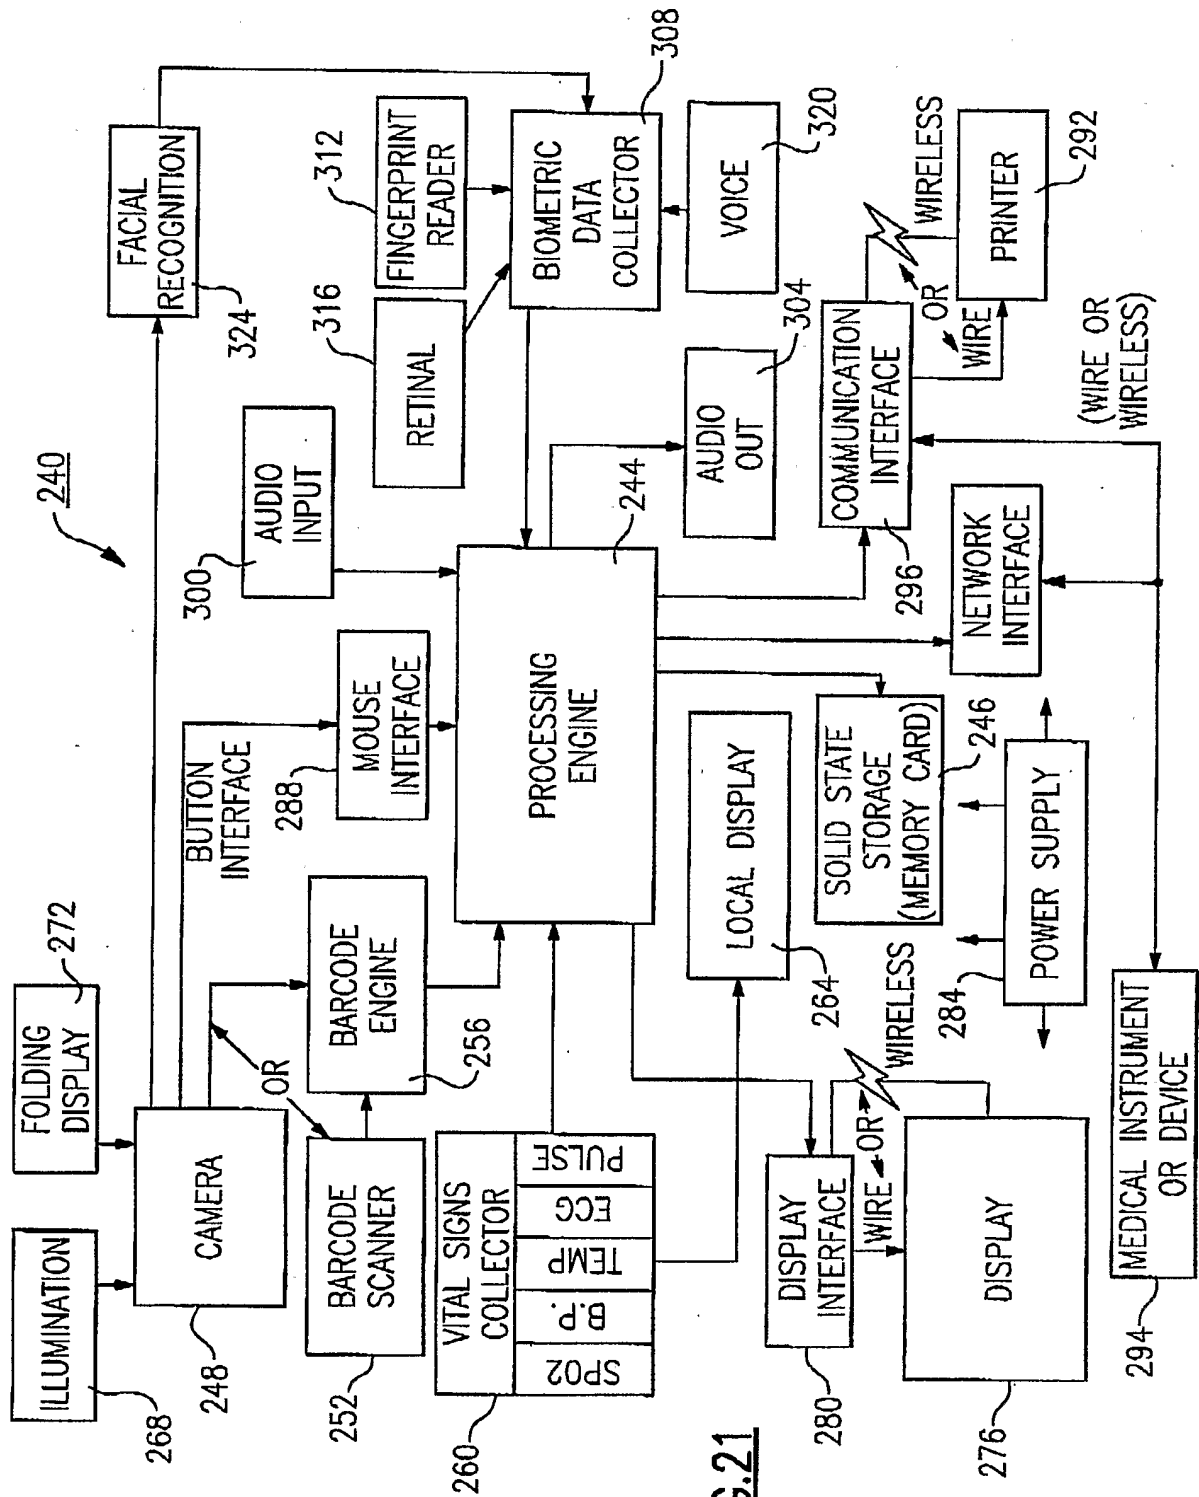 240
ILLUMINATION
268
FOLDING
DISPLAY
272
CAMERA
248
FACIAL
RECOGNITION
324
BUTTON
INTERFACE
OR
BARCODE
SCANNER
252
BARCODE
ENGINE
256
MOUSE
INTERFACE
288
AUDIO
INPUT
300
RETINAL
316
FINGERPRINT
READER
312
VITAL SIGNS
COLLECTOR
260
SPO2
B.P.
TEMP
ECG
PULSE
PROCESSING
ENGINE
244
BIOMETRIC
DATA
COLLECTOR
308
LOCAL DISPLAY
264
AUDIO
OUT
304
VOICE
320
DISPLAY
INTERFACE
280
WIRE
OR
WIRELESS
DISPLAY
276
SOLID STATE
STORAGE
(MEMORY CARD)
246
COMMUNICATION
INTERFACE
296
WIRELESS
OR
WIRE
PRINTER
292
POWER SUPPLY
284
NETWORK
INTERFACE
(WIRE OR
WIRELESS)
MEDICAL INSTRUMENT
OR DEVICE
294
G.21